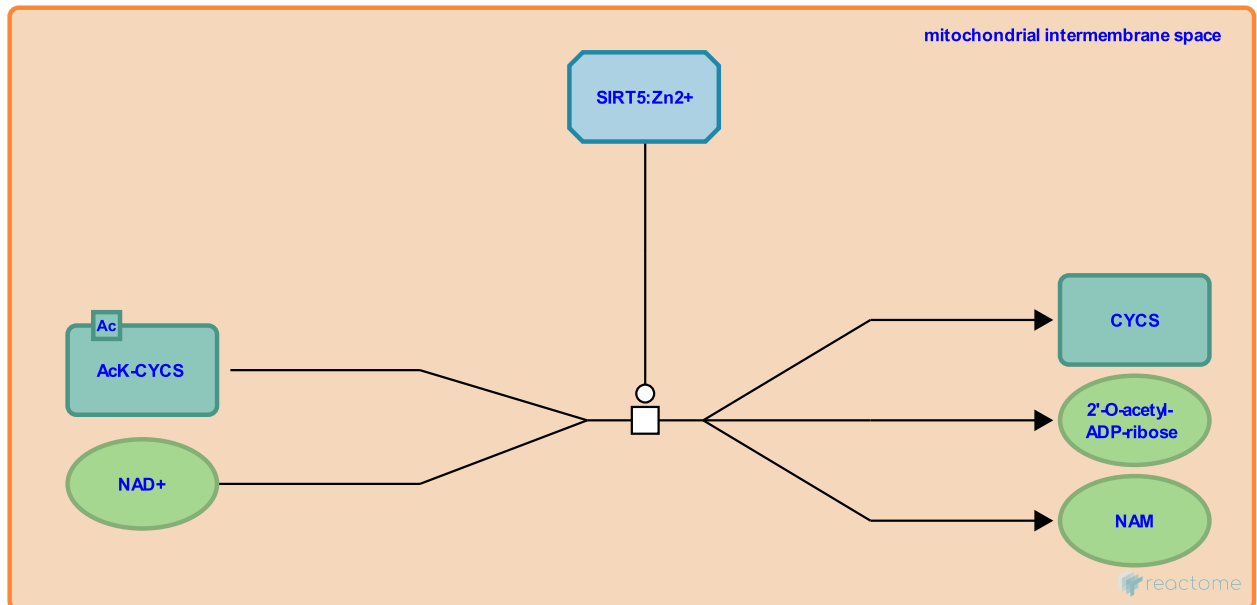 mitochondrial intermembrane space
SIRT5:Zn2+
Ac
AcK-CYCS
NAD+
CYCS
2'-O-acetyl-
ADP-ribose
NAM
reactome